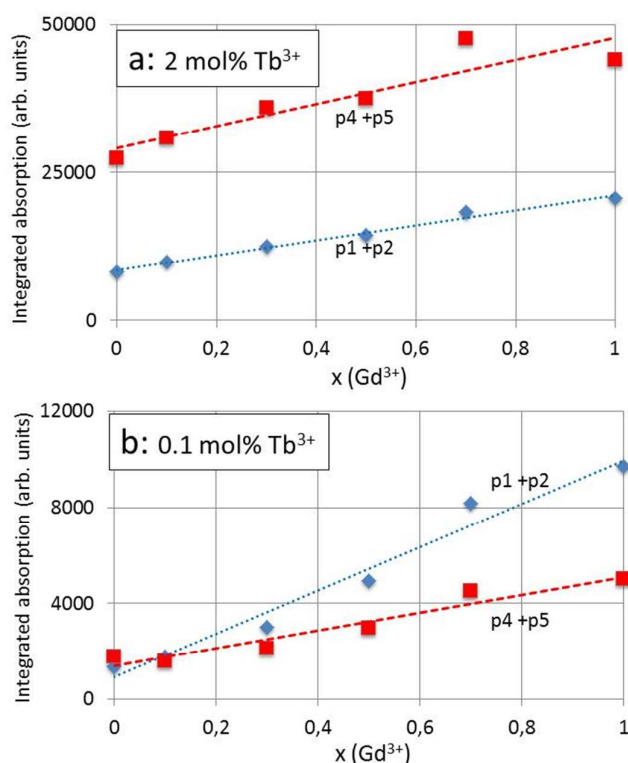 50000
25000
0
Integrated absorption (arb. units)
a: 2 mol% Tb³⁺
p4 +p5
p1 +p2
0 0,2 0,4 0,6 0,8 1
x (Gd³⁺)
12000
8000
4000
0
Integrated absorption (arb. units)
b: 0.1 mol% Tb³⁺
p1 +p2
p4 +p5
0 0,2 0,4 0,6 0,8 1
x (Gd³⁺)